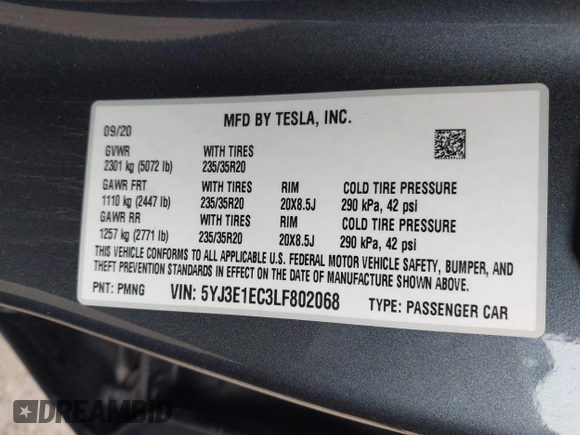 MFD BY TESLA, INC.
09/20
GVWR WITH TIRES
2301 kg (5072 lb) 235/35R20
GAWR FRT WITH TIRES RIM COLD TIRE PRESSURE
1110 kg (2447 lb) 235/35R20 20X8.5J 290 kPa, 42 psi
GAWR RR WITH TIRES RIM COLD TIRE PRESSURE
1257 kg (2771 lb) 235/35R20 20X8.5J 290 kPa, 42 psi
THIS VEHICLE CONFORMS TO ALL APPLICABLE U.S. FEDERAL MOTOR VEHICLE SAFETY, BUMPER, AND
THEFT PREVENTION STANDARDS IN EFFECT ON THE DATE OF MANUFACTURE SHOWN ABOVE.
PNT: PMNG VIN: 5YJ3E1EC3LF802068 TYPE: PASSENGER CAR
DREAMBID